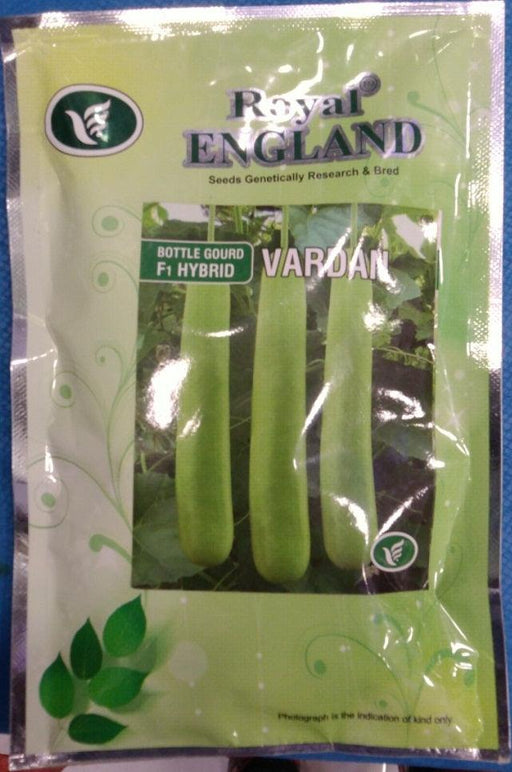 Royal
ENGLAND
Seeds Genetically Research & Bred
BOTTLE GOURD
F1 HYBRID
VARDAN
Photograph is the indication of kind only